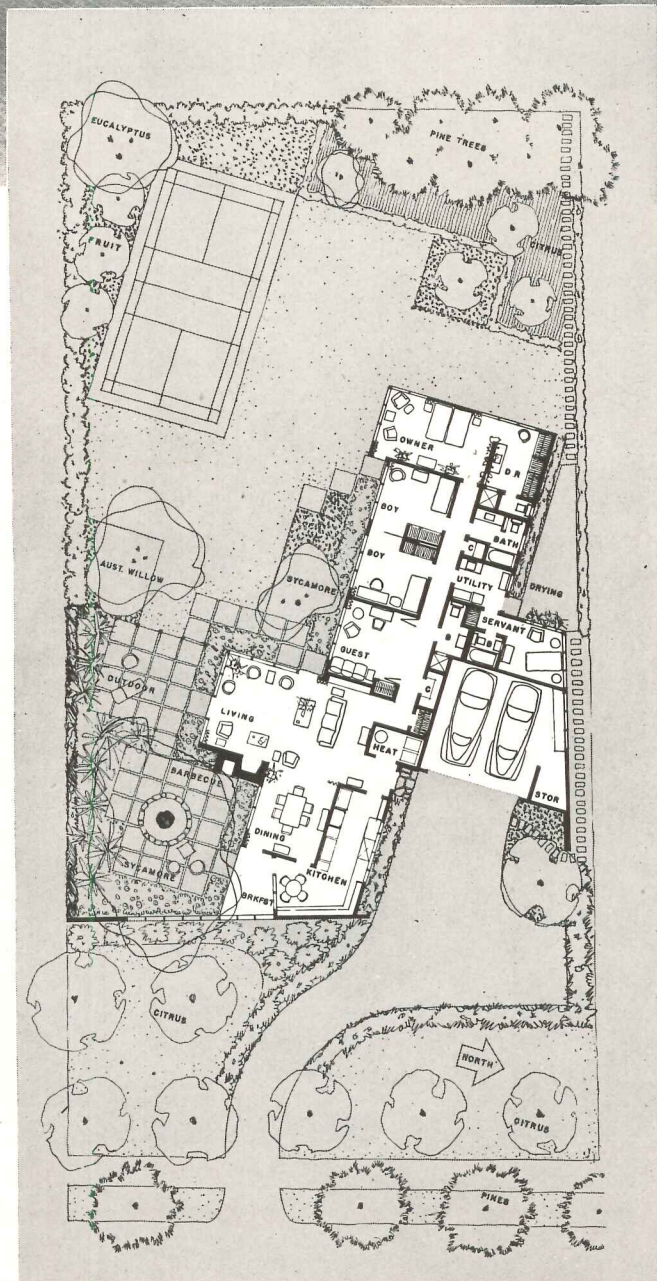 EUCALYPTUS
PINE TREES
FRUIT
CITRUS
OWNER
D.R
BOY
BATH
C
BOY
UTILITY
AUST. WILLOW
SYCAMORE
DRYING
SERVANT
B
B
GUEST
OUTDOOR
C
LIVING
HEAT
BARBECUE
STOR
DINING
SYCAMORE
KITCHEN
BRKFST
CITRUS
NORTH
CITRUS
PINES